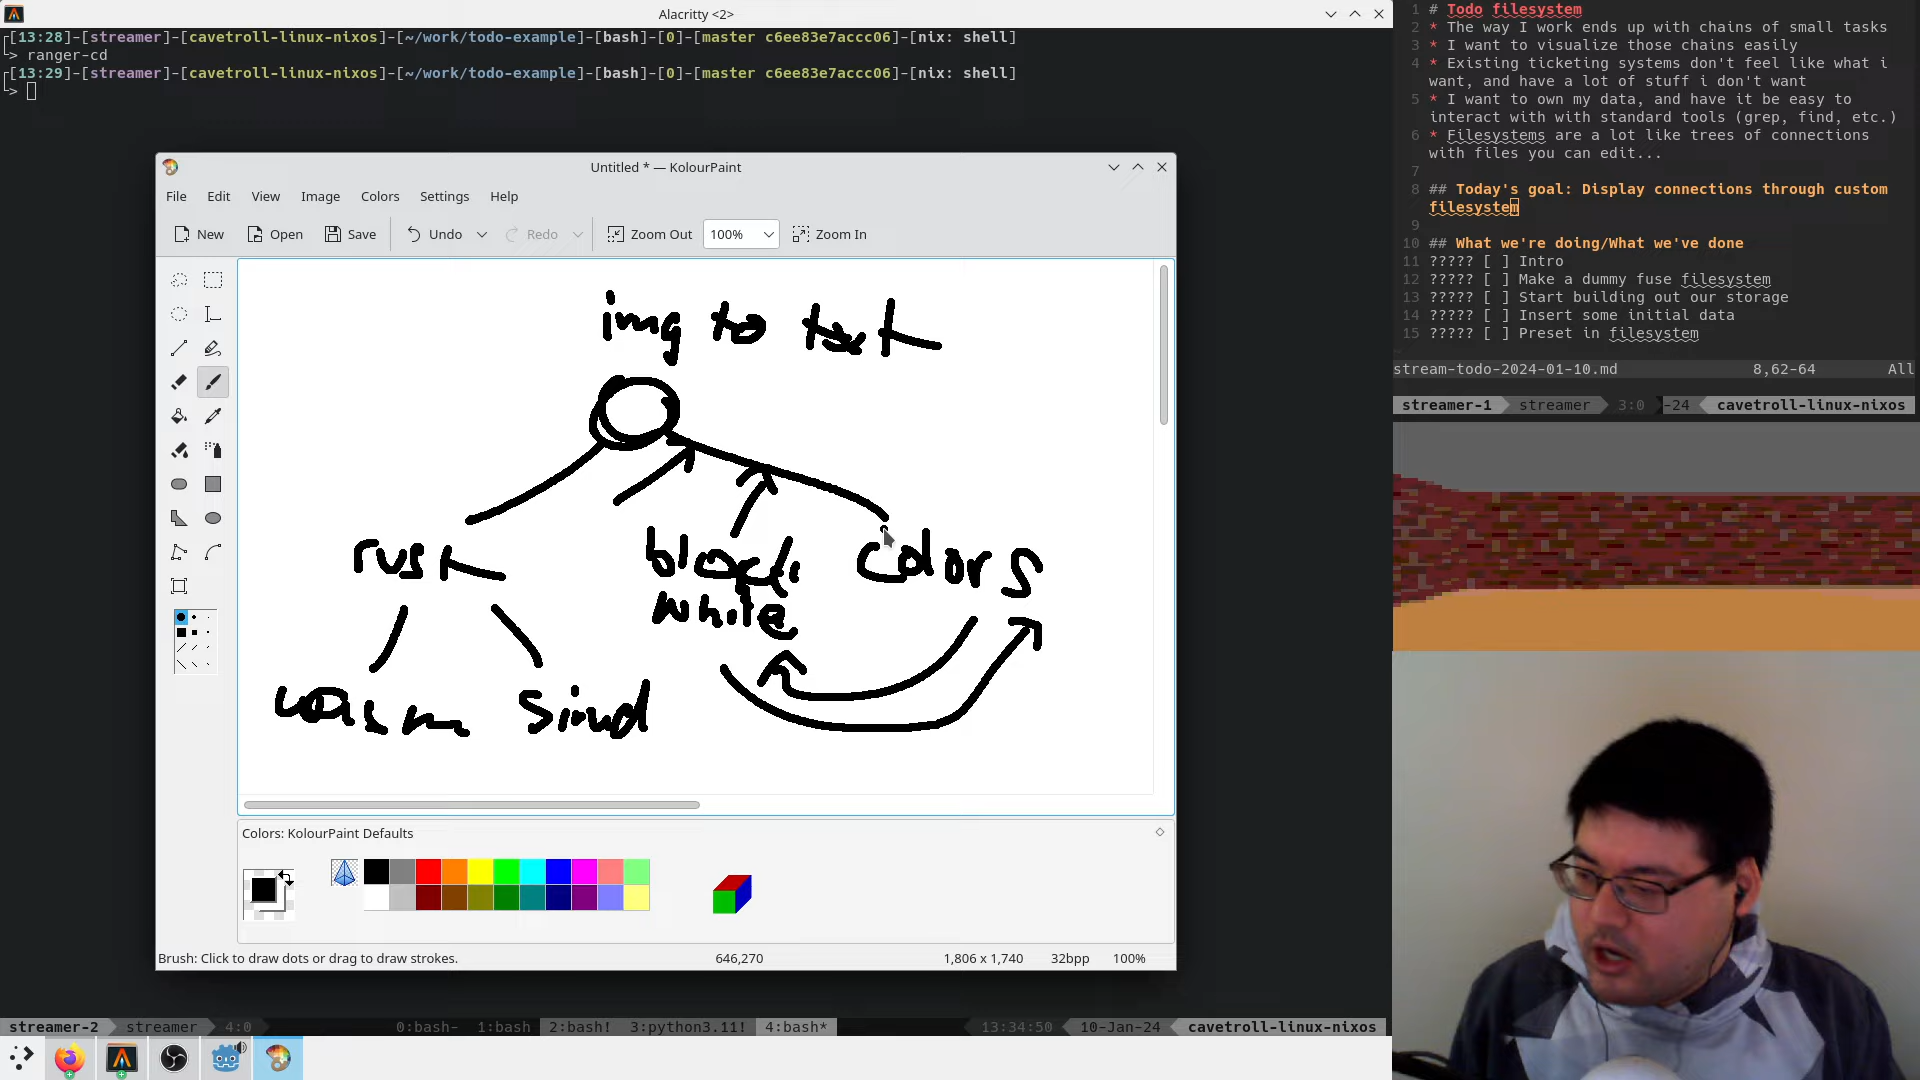 Alacritty <2>
┌[13:28]-[streamer]-[cavetroll-linux-nixos]-[~/work/todo-example]-[bash]-[0]-[master c6ee83e7accc06]-[nix: shell]
└> ranger-cd
┌[13:29]-[streamer]-[cavetroll-linux-nixos]-[~/work/todo-example]-[bash]-[0]-[master c6ee83e7accc06]-[nix: shell]
└>
Untitled * — KolourPaint
File Edit View Image Colors Settings Help
New Open Save Undo Redo Zoom Out 100% Zoom In
img to text
rust black colors
white
wasm simd
Colors: KolourPaint Defaults
Brush: Click to draw dots or drag to draw strokes. 646,270 1,806 x 1,740 32bpp 100%
streamer-2 streamer 4:0 0:bash- 1:bash 2:bash! 3:python3.11! 4:bash* 13:34:50 10-Jan-24 cavetroll-linux-nixos
1 # Todo filesystem
2 * The way I work ends up with chains of small tasks
3 * I want to visualize those chains easily
4 * Existing ticketing systems don't feel like what i
want, and have a lot of stuff i don't want
5 * I want to own my data, and have it be easy to
interact with with standard tools (grep, find, etc.)
6 * Filesystems are a lot like trees of connections
with files you can edit...
7
8 ## Today's goal: Display connections through custom
filesystem
9
10 ## What we're doing/What we've done
11 ????? [ ] Intro
12 ????? [ ] Make a dummy fuse filesystem
13 ????? [ ] Start building out our storage
14 ????? [ ] Insert some initial data
15 ????? [ ] Preset in filesystem
~
stream-todo-2024-01-10.md 8,62-64 All
streamer-1 streamer 3:0 -24 cavetroll-linux-nixos